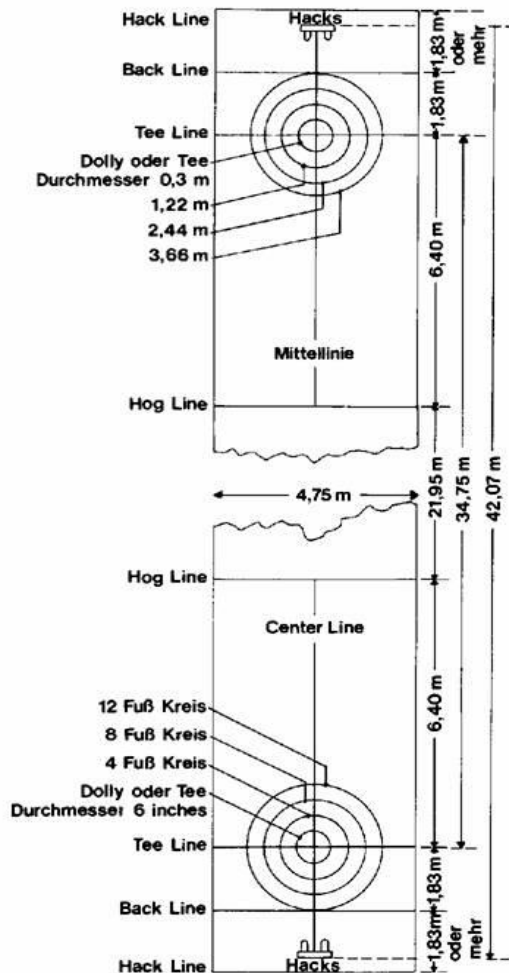 Hack Line
Hacks
Back Line
Tee Line
Dolly oder Tee
Durchmesser 0,3 m
1,22 m
2,44 m
3,66 m
1,83 m
1,83 m
oder
mehr
6,40 m
Mittellinie
Hog Line
4,75 m
21,95 m
34,75 m
42,07 m
Hog Line
Center Line
12 Fuß Kreis
8 Fuß Kreis
4 Fuß Kreis
Dolly oder Tee
Durchmesser 6 inches
6,40 m
Tee Line
Back Line
1,83 m
1,83 m
oder
mehr
Hacks
Hack Line